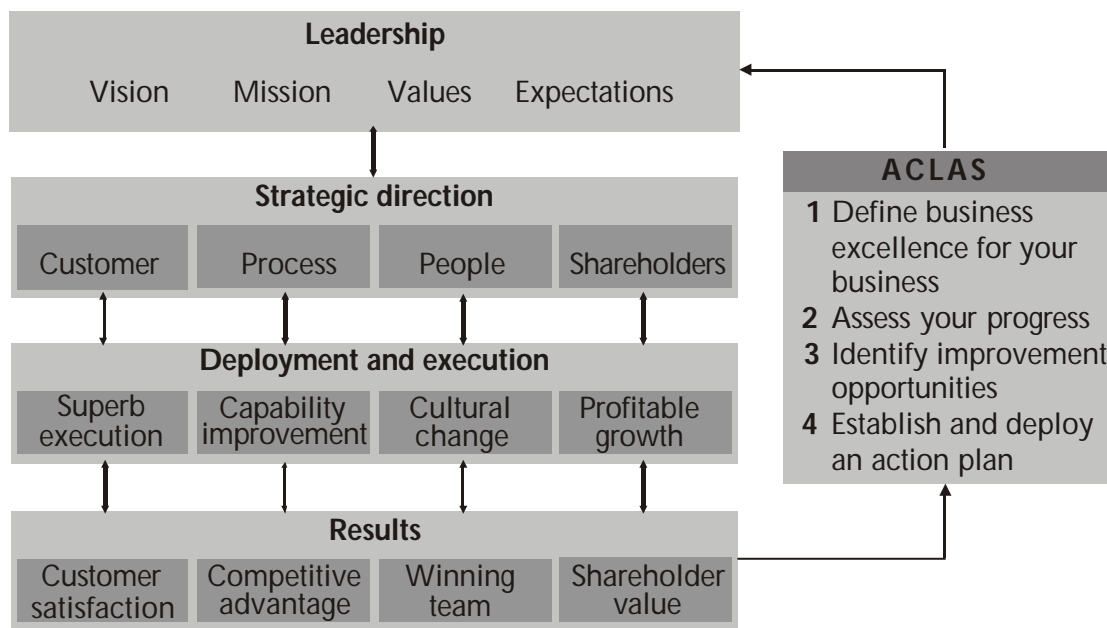 Leadership
Vision Mission Values Expectations
Strategic direction
Customer Process People Shareholders
Deployment and execution
Superb
execution
Capability
improvement
Cultural
change
Profitable
growth
Results
Customer
satisfaction
Competitive
advantage
Winning
team
Shareholder
value
ACLAS
1 Define business
excellence for your
business
2 Assess your progress
3 Identify improvement
opportunities
4 Establish and deploy
an action plan